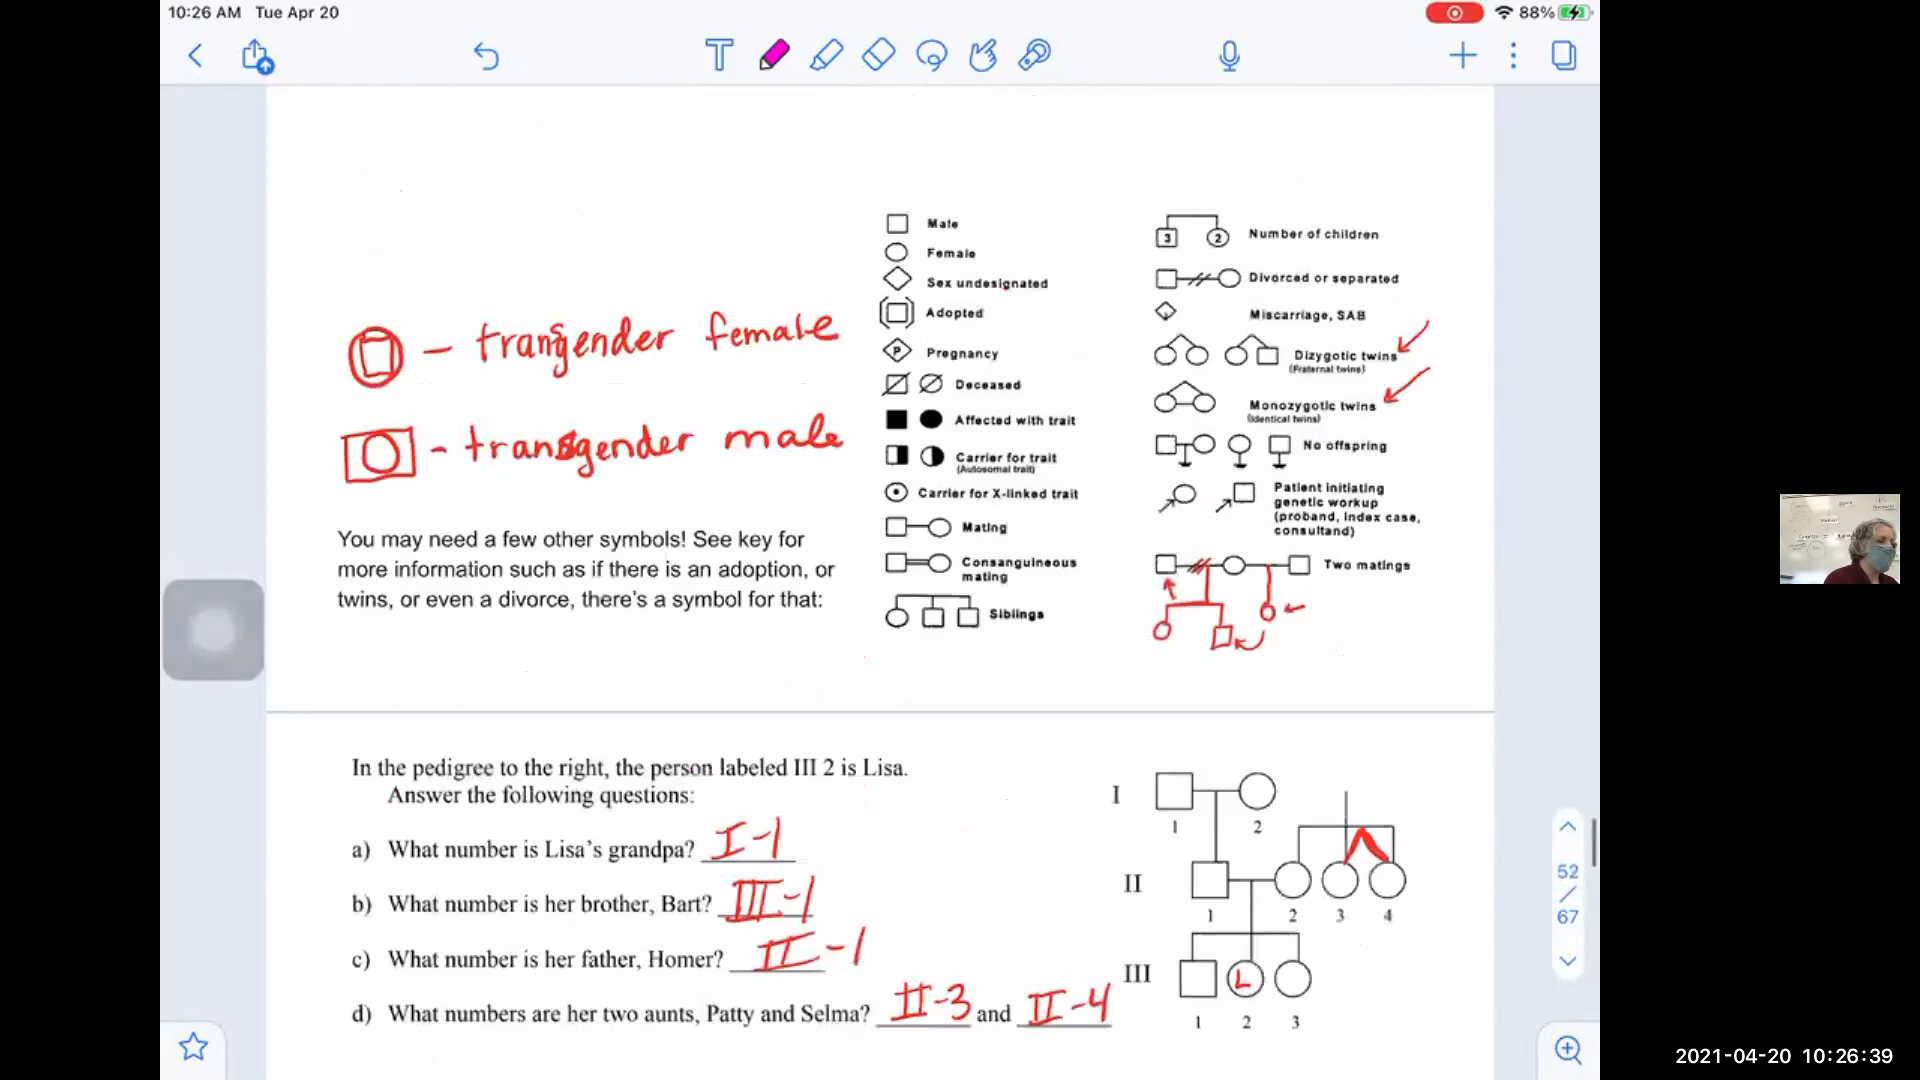 10:26 AM Tue Apr 20
88%
T
Male
Female
Sex undesignated
Adopted
P Pregnancy
Deceased
Affected with trait
Carrier for trait
(Autosomal trait)
Carrier for X-linked trait
Mating
Consanguineous
mating
Siblings
3 2 Number of children
Divorced or separated
Miscarriage, SAB
Dizygotic twins
(Fraternal twins)
Monozygotic twins
(Identical twins)
No offspring
Patient initiating
genetic workup
(proband, index case,
consultand)
Two matings
- transgender female
- transgender male
You may need a few other symbols! See key for
more information such as if there is an adoption, or
twins, or even a divorce, there's a symbol for that:
In the pedigree to the right, the person labeled III 2 is Lisa.
Answer the following questions:
a) What number is Lisa's grandpa? I-1
b) What number is her brother, Bart? III-1
c) What number is her father, Homer? II-1
d) What numbers are her two aunts, Patty and Selma? II-3 and II-4
I
1 2
II
1 2 3 4
III
L
1 2 3
52
/
67
2021-04-20 10:26:39